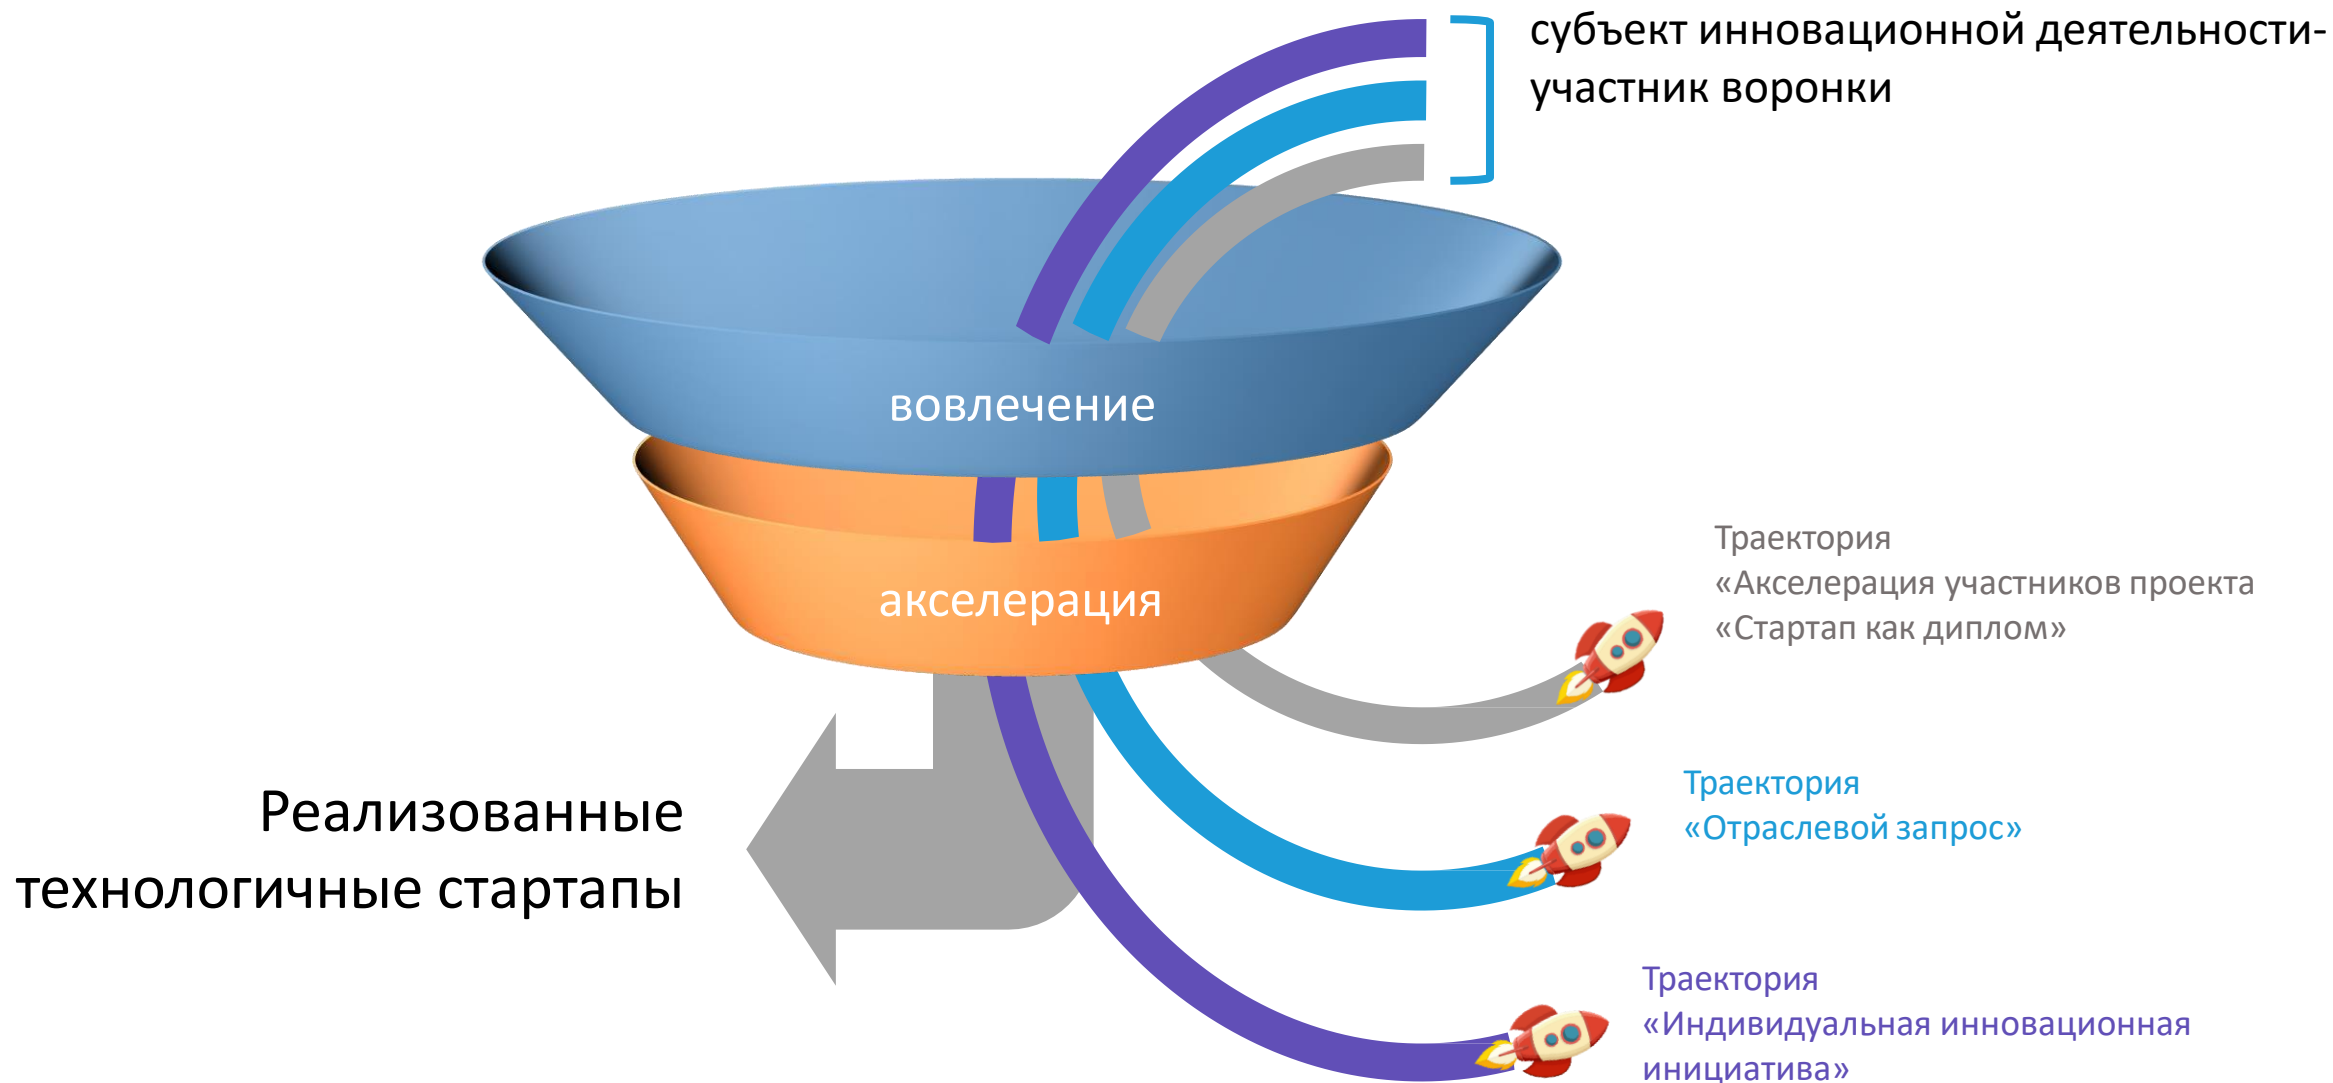 субъект инновационной деятельности-
участник воронки
вовлечение
акселерация
Траектория
«Акселерация участников проекта
«Стартап как диплом»
Траектория
«Отраслевой запрос»
Реализованные
технологичные стартапы
Траектория
«Индивидуальная инновационная
инициатива»